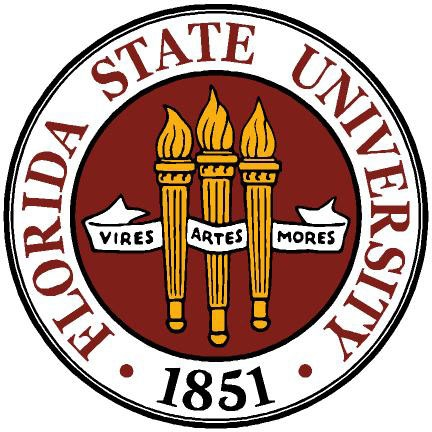 FLORIDA STATE UNIVERSITY
VIRES ARTES MORES
1851